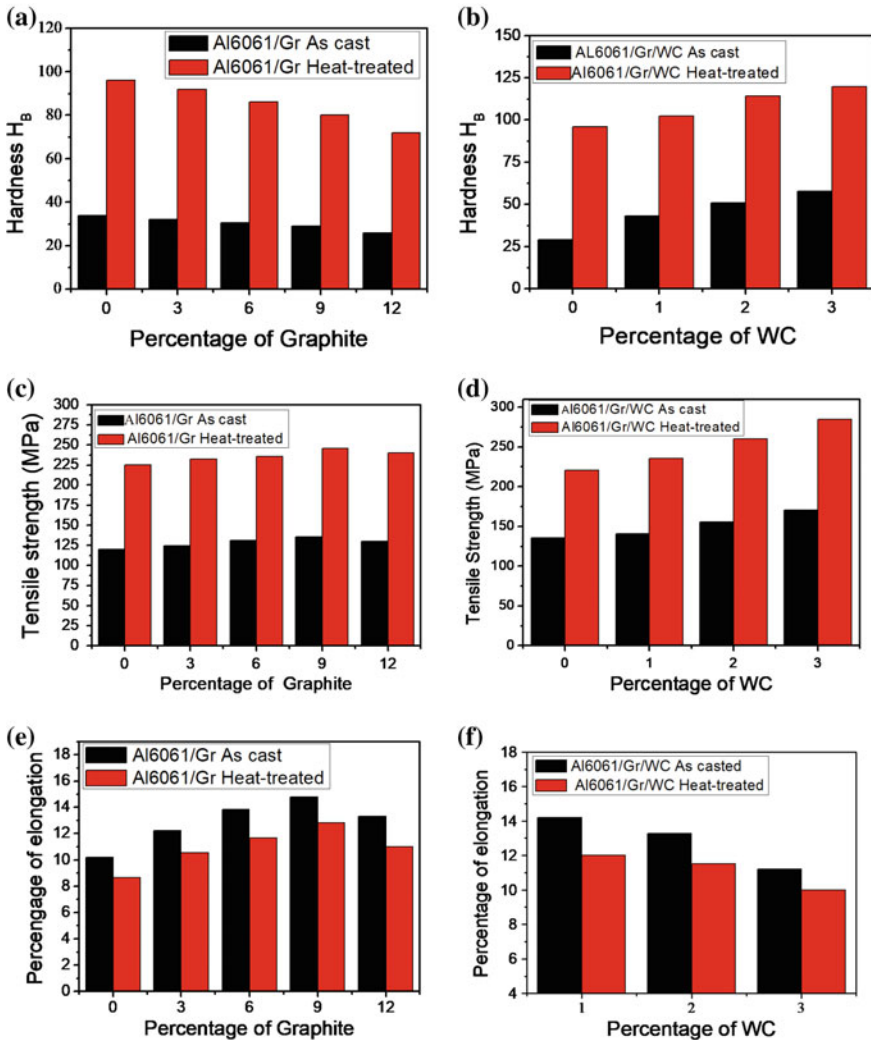 (a)
Al6061/Gr As cast
Al6061/Gr Heat-treated
Hardness H_B
120
100
80
60
40
20
0
0 3 6 9 12
Percentage of Graphite
(b)
AL6061/Gr/WC As cast
Al6061/Gr/WC Heat-treated
Hardness H_B
150
125
100
75
50
25
0
0 1 2 3
Percentage of WC
(c)
Al6061/Gr As cast
Al6061/Gr Heat-treated
Tensile strength (MPa)
300
275
250
225
200
175
150
125
100
75
50
25
0
0 3 6 9 12
Percentage of Graphite
(d)
Al6061/Gr/WC As cast
Al6061/Gr/WC Heat-treated
Tensile Strength (MPa)
300
250
200
150
100
50
0
0 1 2 3
Percentage of WC
(e)
Al6061/Gr As cast
Al6061/Gr Heat-treated
Percengage of elongation
18
16
14
12
10
8
6
4
2
0
0 3 6 9 12
Percentage of Graphite
(f)
Al6061/Gr/WC As casted
Al6061/Gr/WC Heat-treated
Percentage of elongation
18
16
14
12
10
8
6
4
1 2 3
Percentage of WC